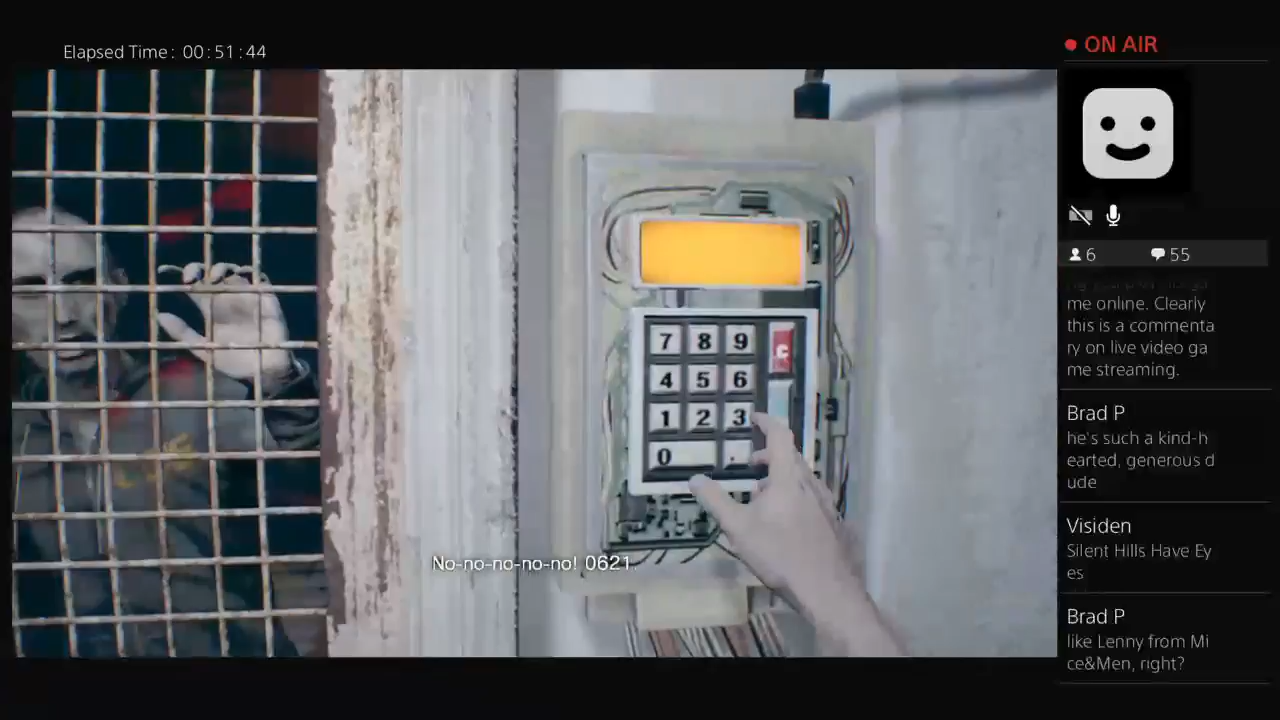 Elapsed Time: 00:51:44
ON AIR
6 55
me online. Clearly
this is a commenta
ry on live video ga
me streaming.
Brad P
he's such a kind-h
earted, generous d
ude
Visiden
Silent Hills Have Ey
es
Brad P
like Lenny from Mi
ce&Men, right?
7 8 9 C
4 5 6
1 2 3
0 .
No-no-no-no-no! 0621.